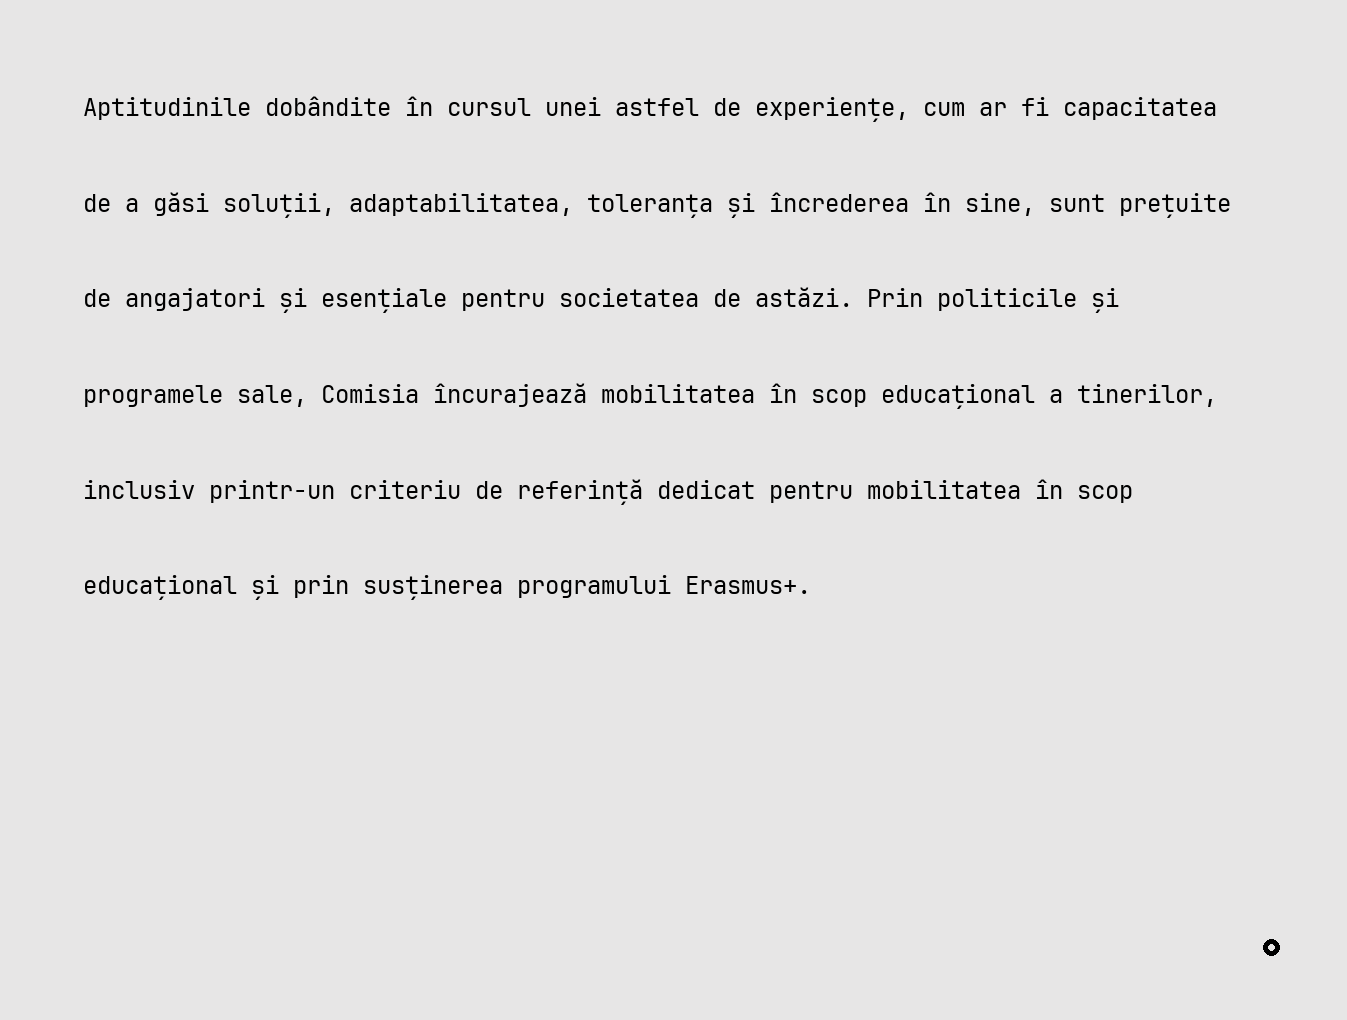 Aptitudinile dobândite în cursul unei astfel de experiențe, cum ar fi capacitatea
de a găsi soluții, adaptabilitatea, toleranța și încrederea în sine, sunt prețuite
de angajatori și esențiale pentru societatea de astăzi. Prin politicile și
programele sale, Comisia încurajează mobilitatea în scop educațional a tinerilor,
inclusiv printr-un criteriu de referință dedicat pentru mobilitatea în scop
educațional și prin susținerea programului Erasmus+.